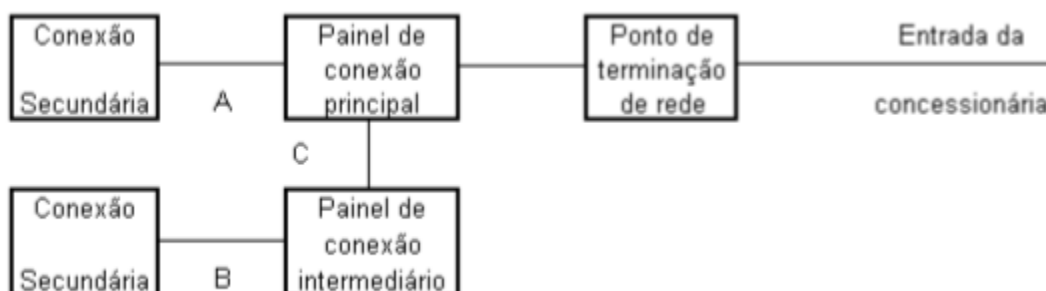 Conexão
Secundária
A
Painel de
conexão
principal
Ponto de
terminação
de rede
Entrada da
concessionária
C
Conexão
Secundária
B
Painel de
conexão
intermediário